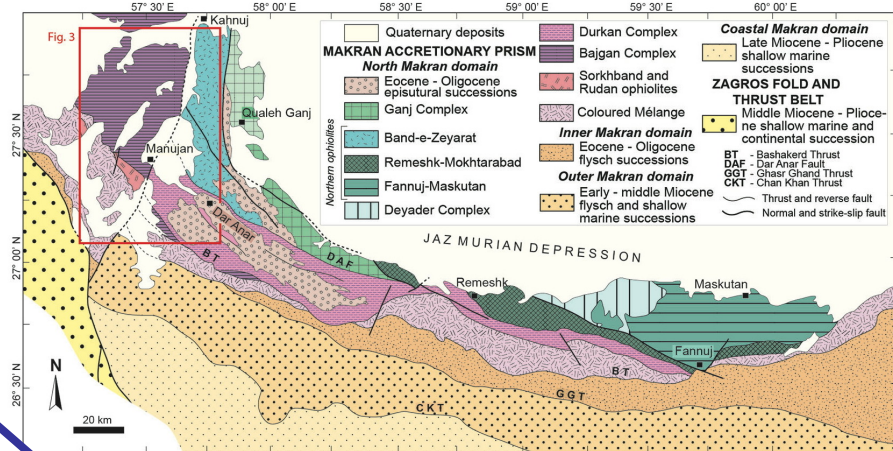 57° 30' E
58° 00' E
58° 30' E
59° 00' E
59° 30' E
60° 00' E
Kahnuj
Fig. 3
Qualeh Ganj
27° 30' N
Manujan
Dar Anar
27° 00' N
BT
DAF
JAZ MURIAN DEPRESSION
Remeshk
Maskutan
Fannuj
BT
GGT
CKT
26° 30' N
N
20 km
Quaternary deposits
MAKRAN ACCRETIONARY PRISM
North Makran domain
Eocene - Oligocene
episutural successions
Ganj Complex
Northern ophiolites
Band-e-Zeyarat
Remeshk-Mokhtarabad
Fannuj-Maskutan
Deyader Complex
Durkan Complex
Bajgan Complex
Sorkhband and
Rudan ophiolites
Coloured Mélange
Inner Makran domain
Eocene - Oligocene
flysch successions
Outer Makran domain
Early - middle Miocene
flysch and shallow
marine successions
Coastal Makran
domain
Late Miocene - Pliocene
shallow marine
successions
ZAGROS FOLD AND
THRUST BELT
Middle Miocene - Plioce-
ne shallow marine and
continental succession
BT - Bashakerd Thrust
DAF - Dar Anar Fault
GGT - Ghasr Ghand Thrust
CKT - Chan Khan Thrust
Thrust and reverse fault
Normal and strike-slip fault